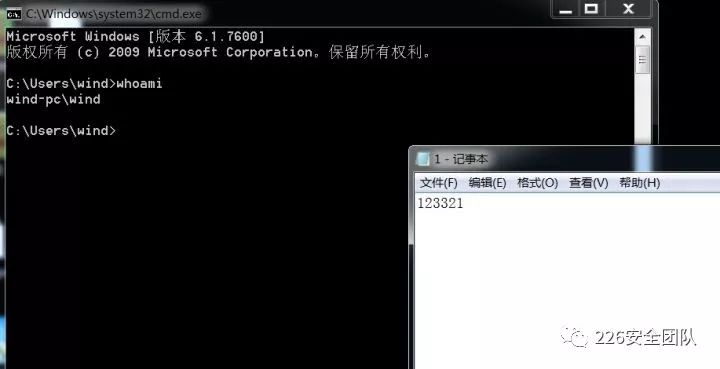 C:\Windows\system32\cmd.exe
Microsoft Windows [版本 6.1.7600]
版权所有 (c) 2009 Microsoft Corporation。保留所有权利。
C:\Users\wind>whoami
wind-pc\wind
C:\Users\wind>
1 - 记事本
文件(F) 编辑(E) 格式(O) 查看(V) 帮助(H)
123321
226安全团队